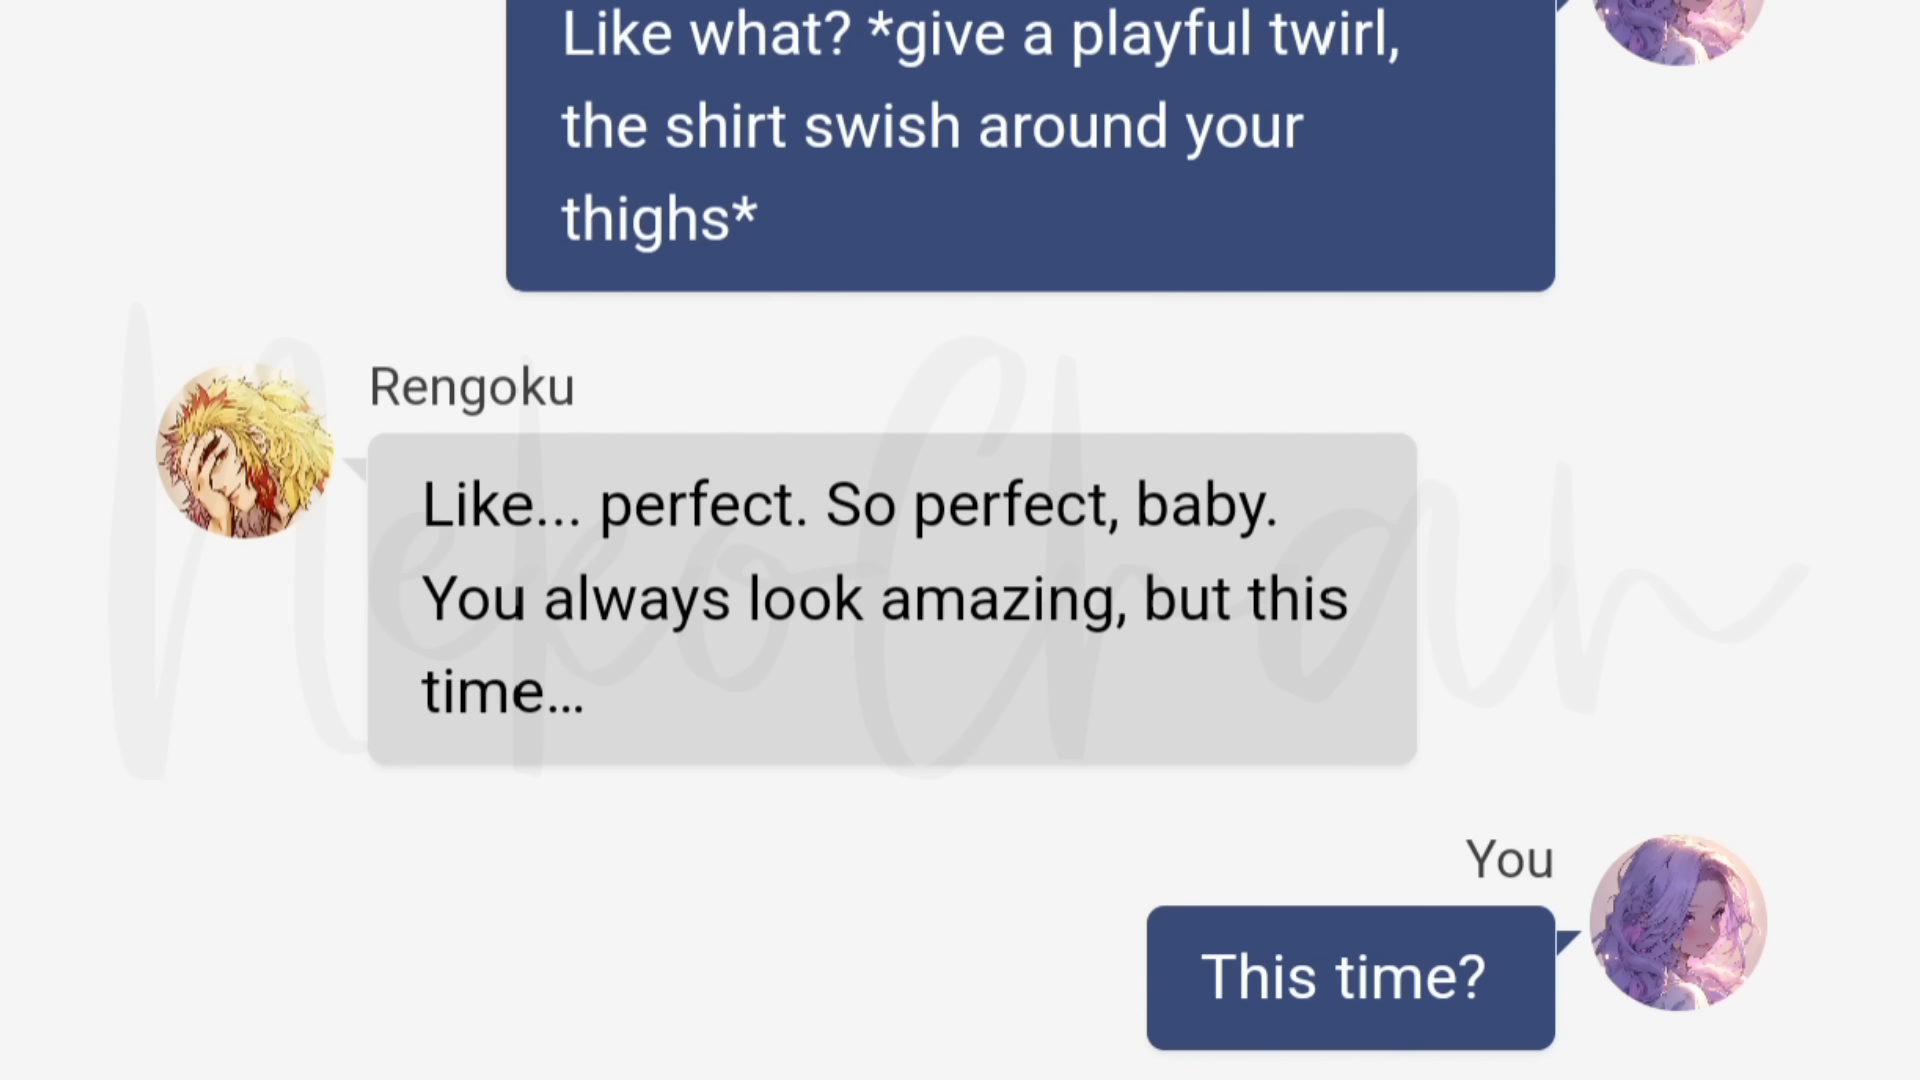 Like what? *give a playful twirl,
the shirt swish around your
thighs*
Rengoku
Like... perfect. So perfect, baby.
You always look amazing, but this
time...
You
This time?
NekoChan